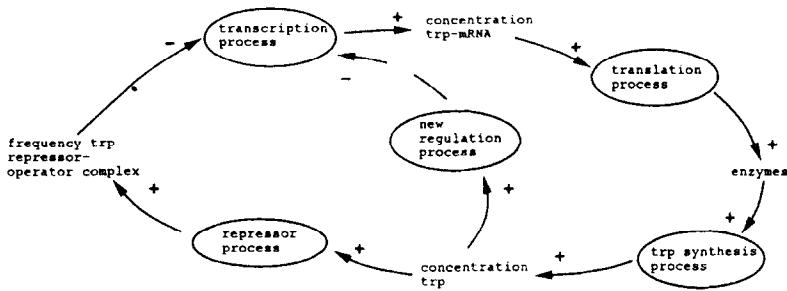 transcription
process
+
concentration
trp-mRNA
+
translation
process
-
-
new
regulation
process
frequency trp
repressor-
operator complex
+
enzymes
+
+
+
repressor
process
+
concentration
trp
+
trp synthesis
process
+